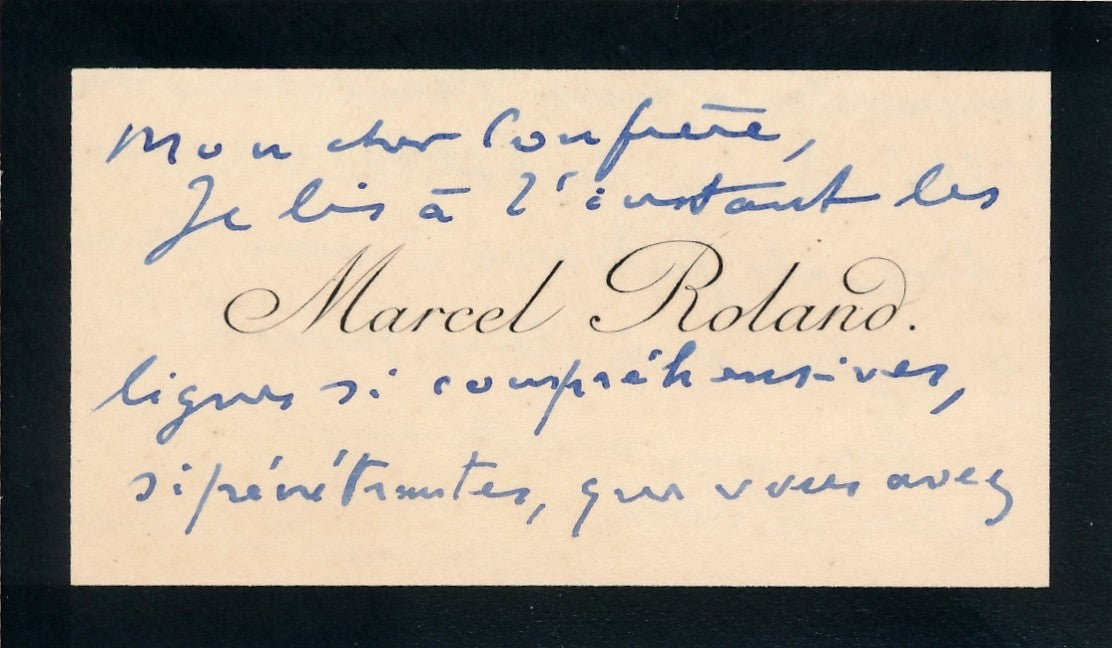 Mon cher Confrère,
Je lis à l'instant les
Marcel Roland.
lignes si compréhensives,
si pénétrantes, que vous avez